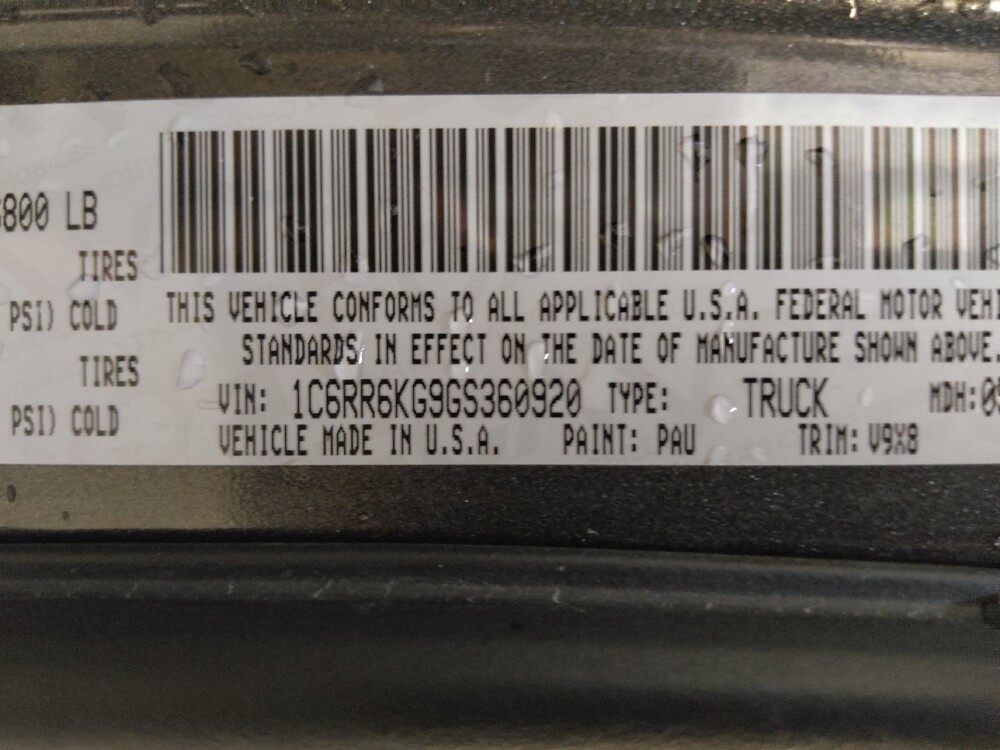 800 LB
TIRES
PSI) COLD
TIRES
PSI) COLD
THIS VEHICLE CONFORMS TO ALL APPLICABLE U.S.A. FEDERAL MOTOR VEHI
STANDARDS IN EFFECT ON THE DATE OF MANUFACTURE SHOWN ABOVE.
VIN: 1C6RR6KG9GS360920 TYPE: TRUCK MDH:0
VEHICLE MADE IN U.S.A. PAINT: PAU TRIM: V9X8